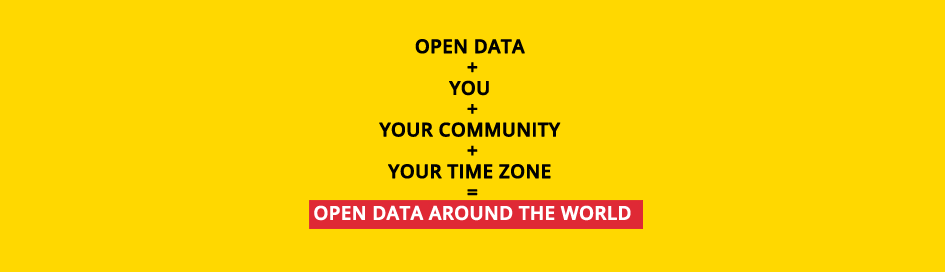 OPEN DATA
+
YOU
+
YOUR COMMUNITY
+
YOUR TIME ZONE
=
OPEN DATA AROUND THE WORLD